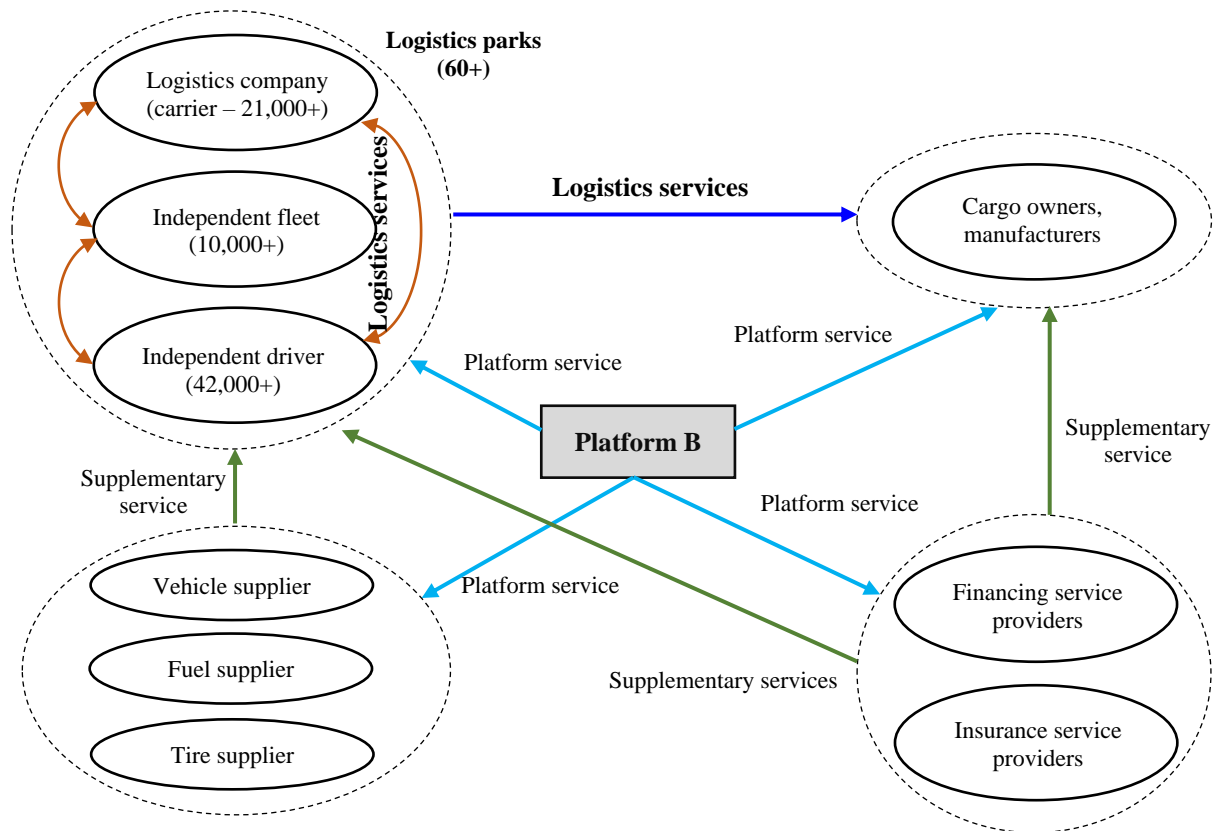 Logistics parks
(60+)
Logistics company
(carrier – 21,000+)
Logistics services
Independent fleet
(10,000+)
Independent driver
(42,000+)
Logistics services
Cargo owners,
manufacturers
Platform service
Platform service
Platform B
Supplementary
service
Supplementary
service
Platform service
Platform service
Vehicle supplier
Fuel supplier
Tire supplier
Supplementary services
Financing service
providers
Insurance service
providers